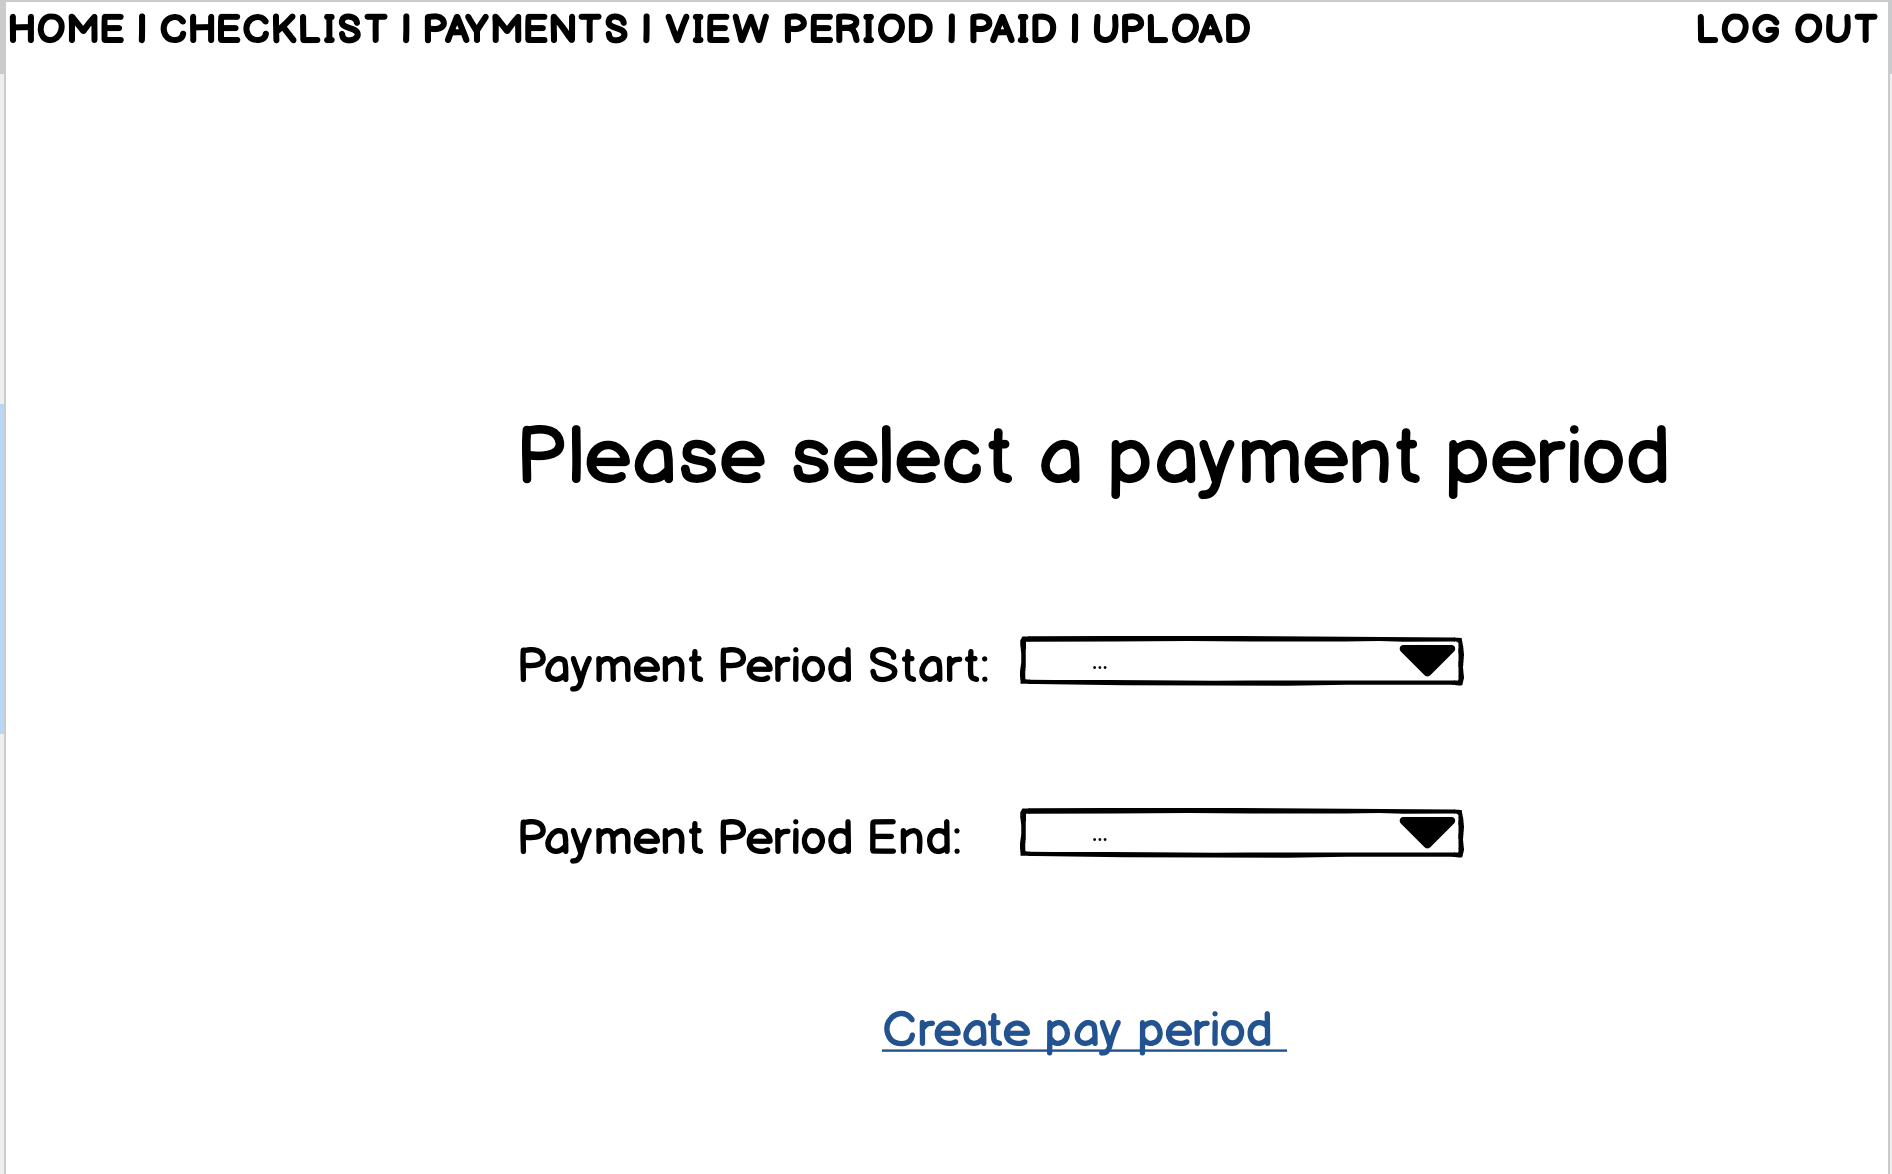 HOME | CHECKLIST | PAYMENTS | VIEW PERIOD | PAID | UPLOAD LOG OUT
Please select a payment period
Payment Period Start: ...
Payment Period End: ...
Create pay period